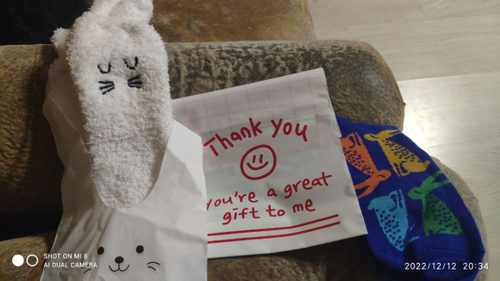 Thank you
you're a great
gift to me
SHOT ON MI 8
AI DUAL CAMERA
2022/12/12 20:34